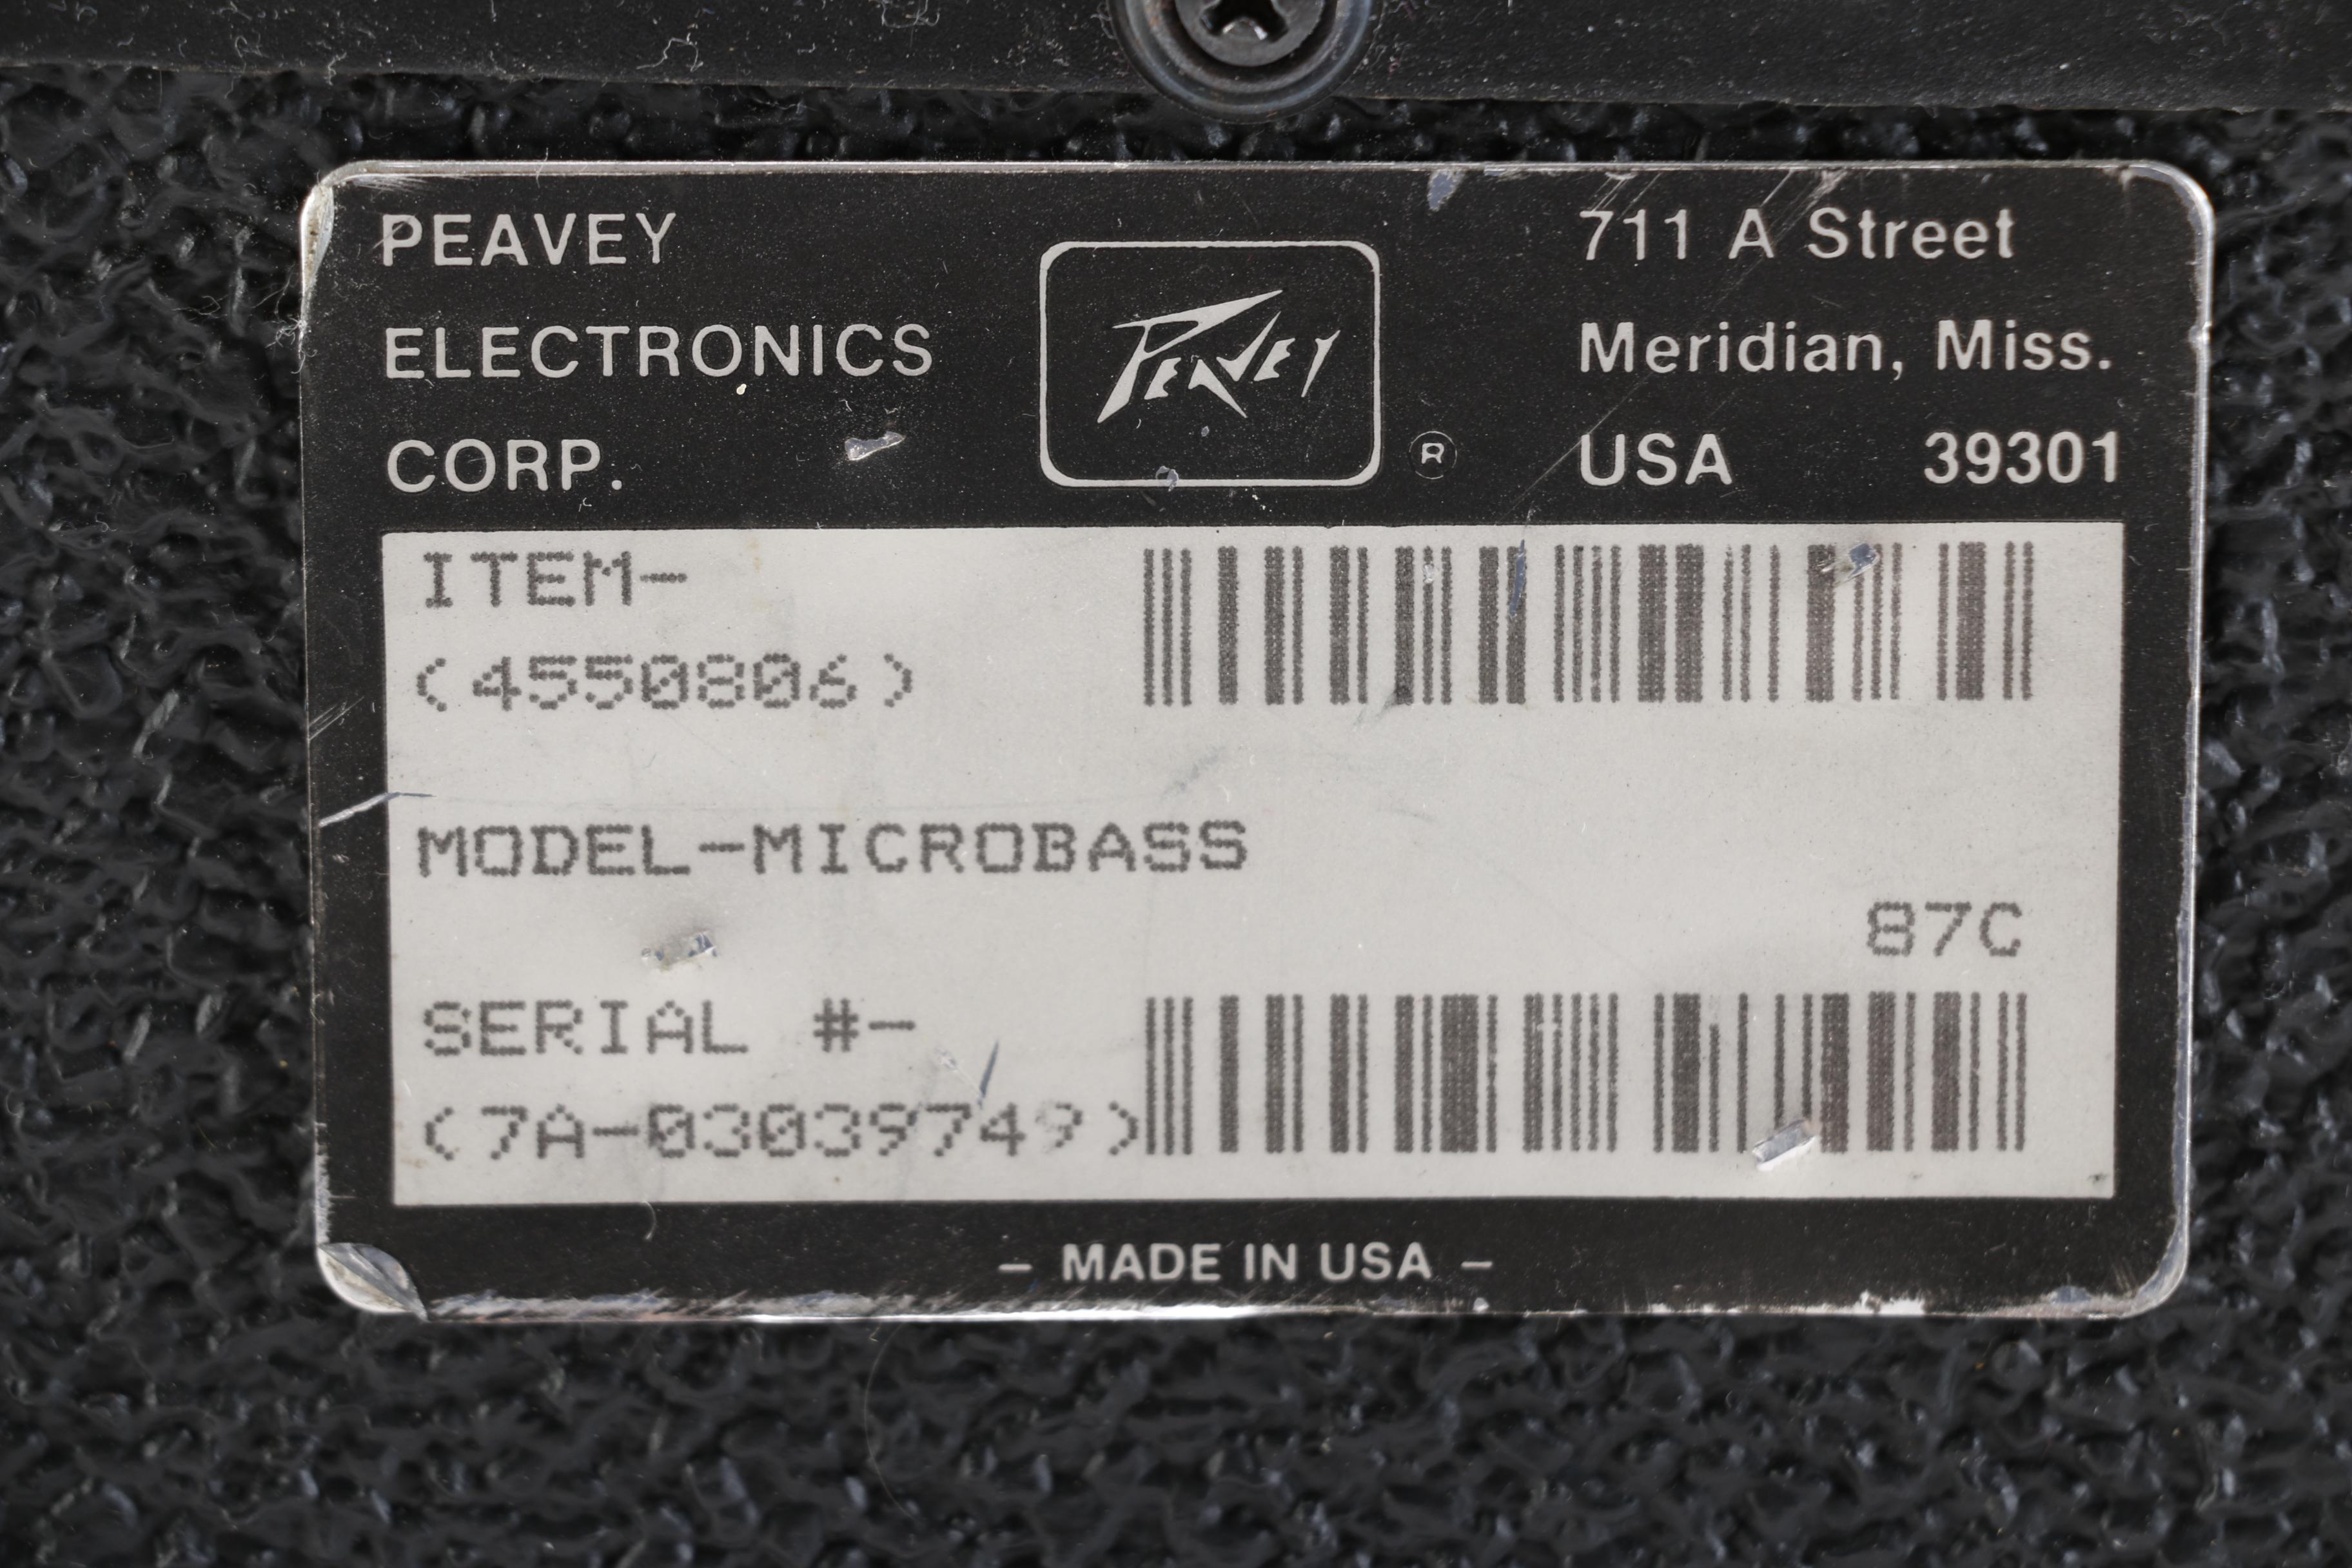 PEAVEY
ELECTRONICS
CORP.
PEAVEY
®
711 A Street
Meridian, Miss.
USA 39301
ITEM-
(4550806)
MODEL-MICROBASS
87C
SERIAL #-
(7A-03039749)
– MADE IN USA –